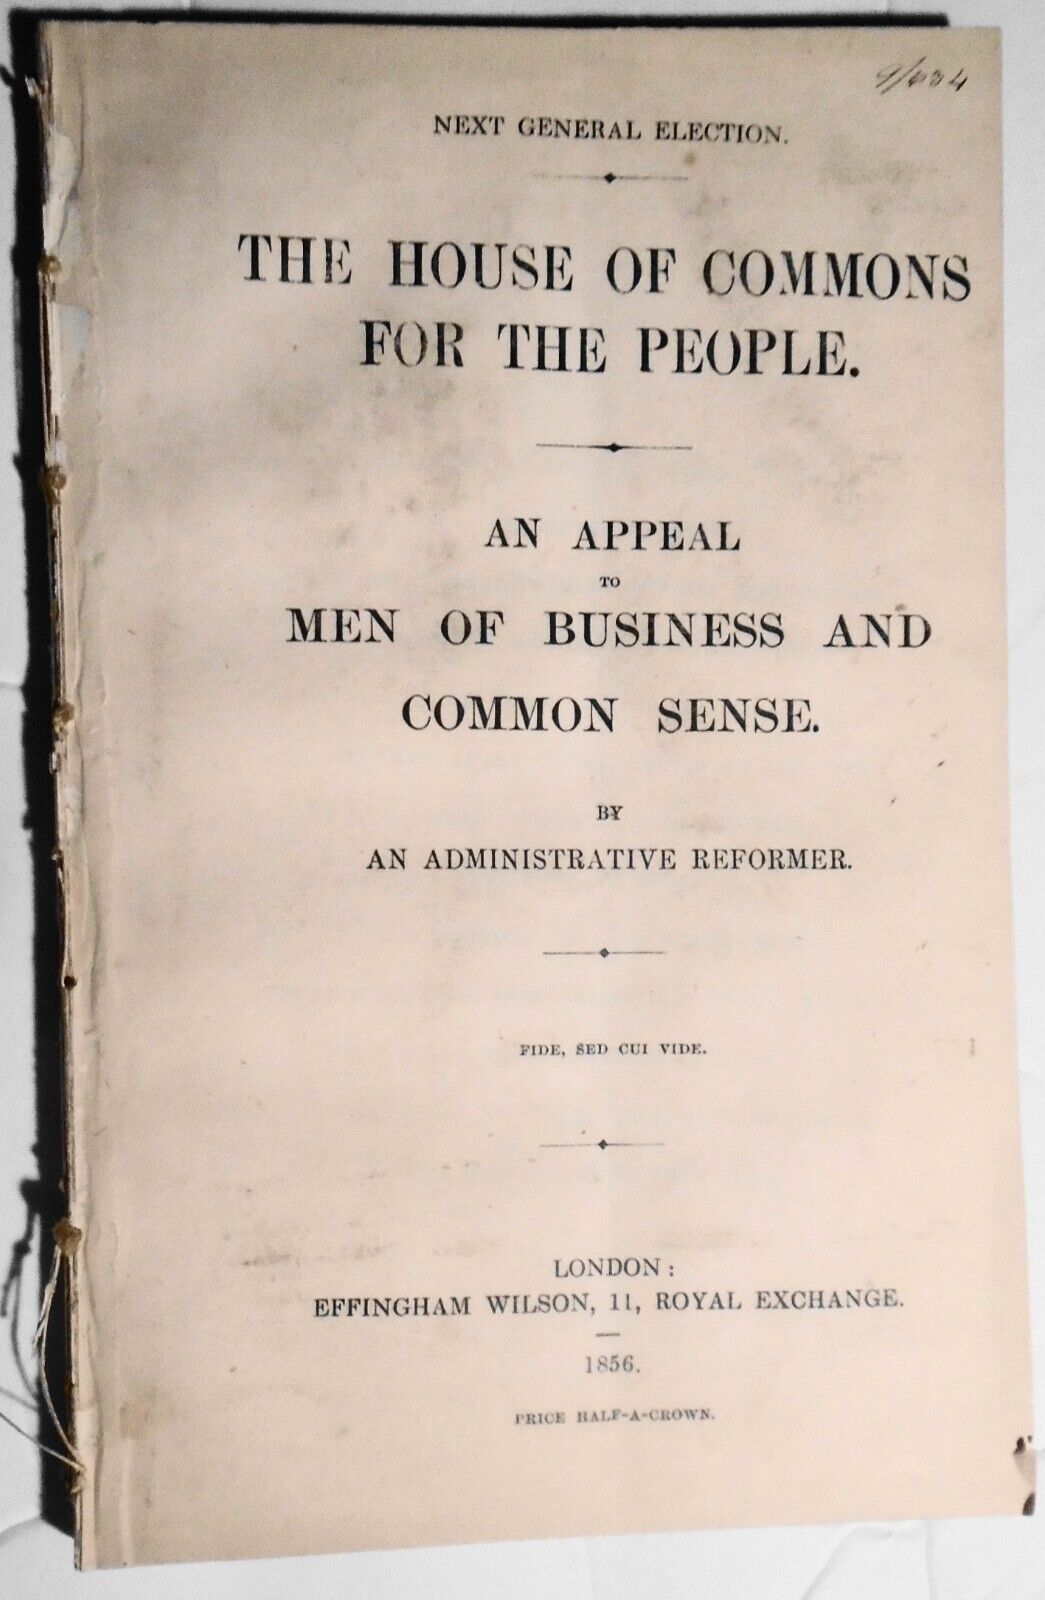 NEXT GENERAL ELECTION.
THE HOUSE OF COMMONS
FOR THE PEOPLE.
AN APPEAL
TO
MEN OF BUSINESS AND
COMMON SENSE.
BY
AN ADMINISTRATIVE REFORMER.
FIDE, SED CUI VIDE.
LONDON:
EFFINGHAM WILSON, 11, ROYAL EXCHANGE.
1856.
PRICE HALF-A-CROWN.